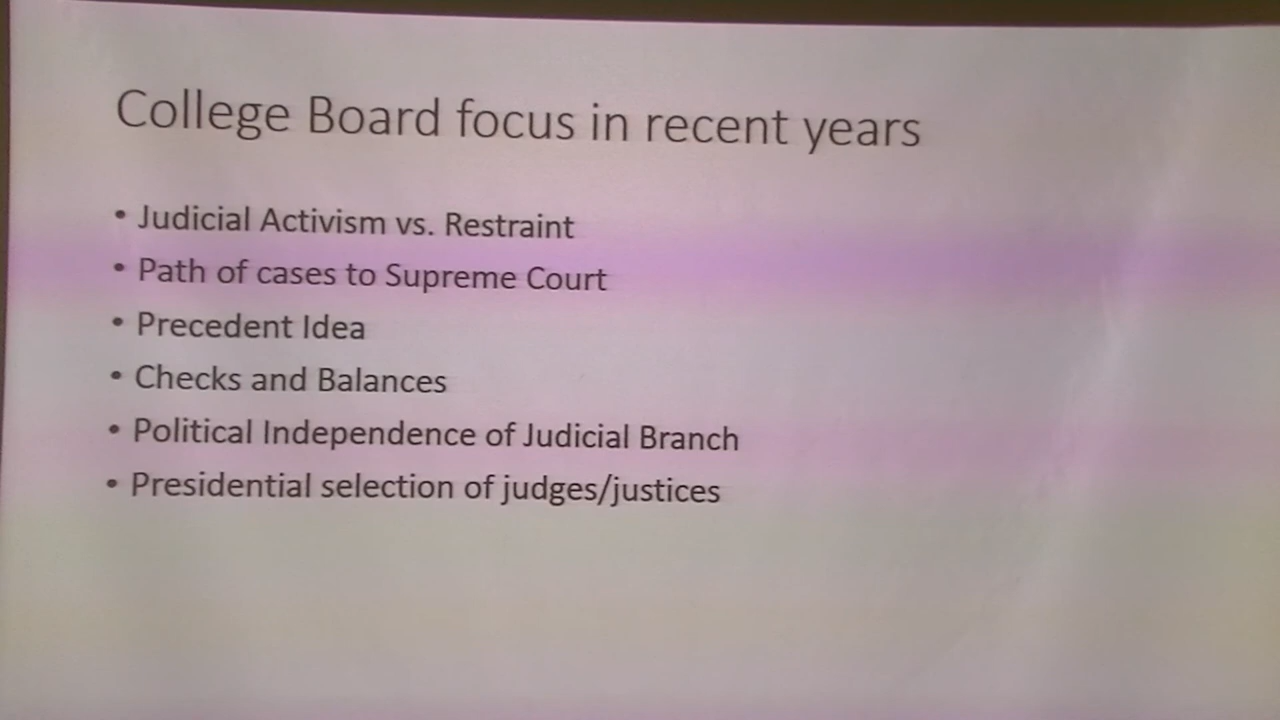 College Board focus in recent years
• Judicial Activism vs. Restraint
• Path of cases to Supreme Court
• Precedent Idea
• Checks and Balances
• Political Independence of Judicial Branch
• Presidential selection of judges/justices